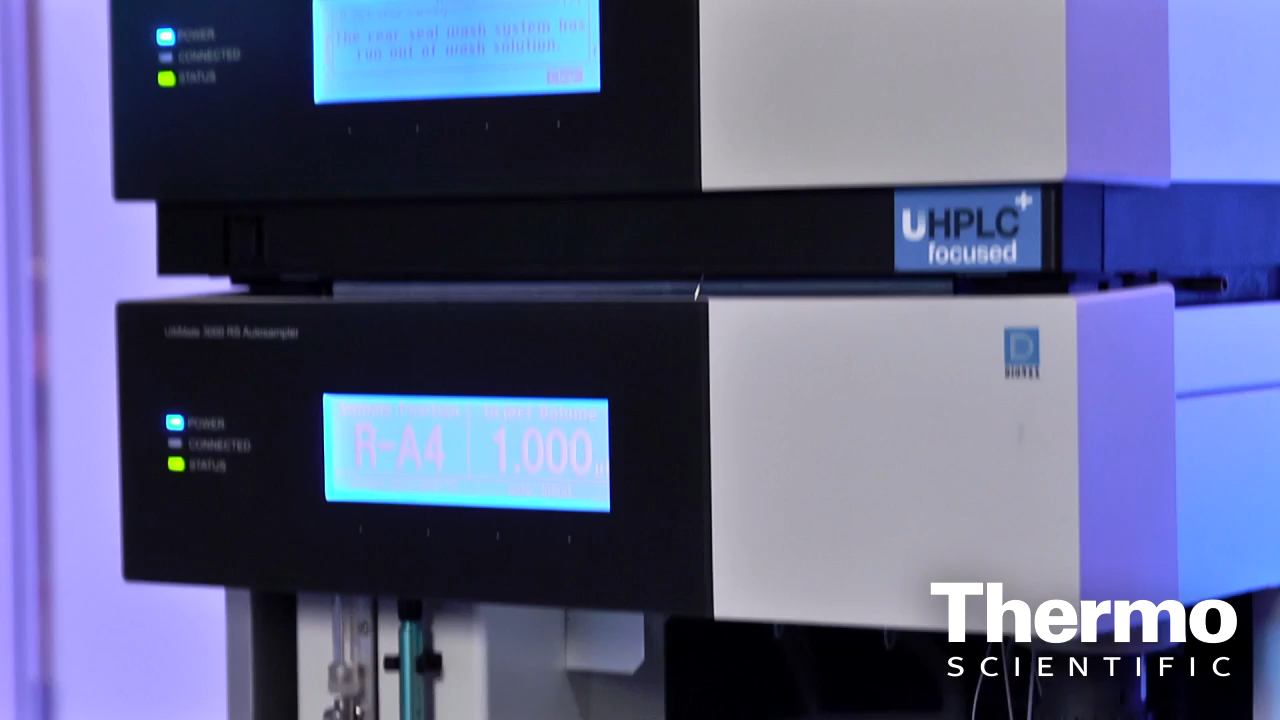 POWER
CONNECTED
STATUS
The rear seal wash system has
run out of wash solution.
UHPLC+
focused
UltiMate 3000 RS Autosampler
D
DIONEX
POWER
CONNECTED
STATUS
Sample Position
Inject Volume
R-A4
1.000
Thermo
SCIENTIFIC